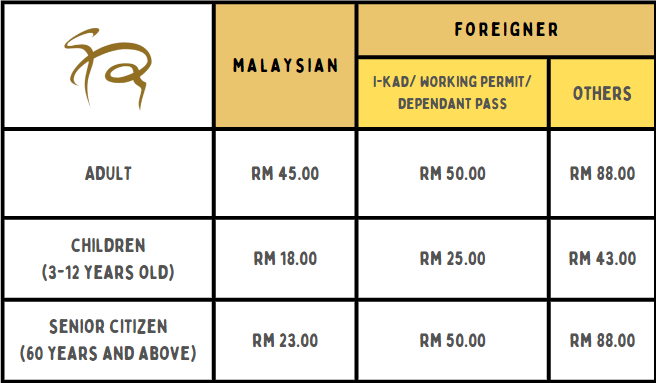 MALAYSIAN
FOREIGNER
I-KAD/ WORKING PERMIT/
DEPENDANT PASS
OTHERS
ADULT
RM 45.00
RM 50.00
RM 88.00
CHILDREN
(3-12 YEARS OLD)
RM 18.00
RM 25.00
RM 43.00
SENIOR CITIZEN
(60 YEARS AND ABOVE)
RM 23.00
RM 50.00
RM 88.00